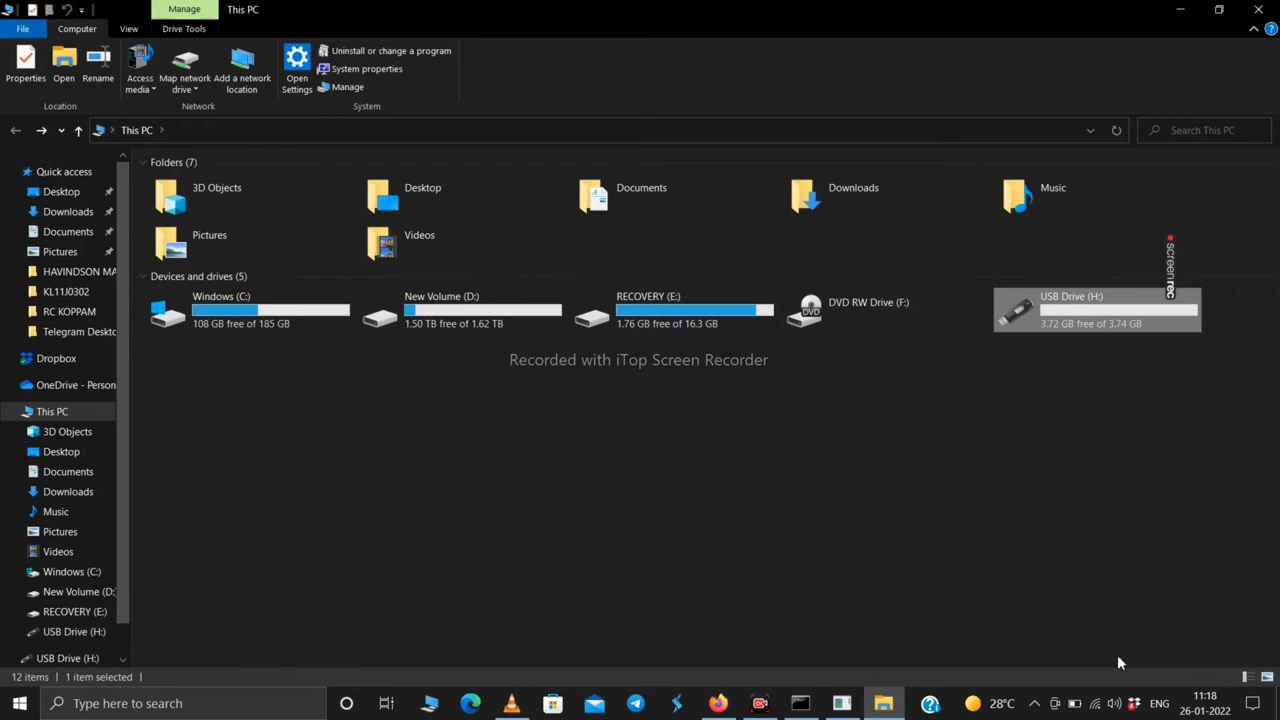 Manage
This PC
File
Computer
View
Drive Tools
Properties
Open
Rename
Access
media
Map network
drive
Add a network
location
Open
Settings
Uninstall or change a program
System properties
Manage
Location
Network
System
This PC
Search This PC
Quick access
Desktop
Downloads
Documents
Pictures
HAVINDSON MA
KL11J0302
RC KOPPAM
Telegram Deskto
Dropbox
OneDrive - Person
This PC
3D Objects
Desktop
Documents
Downloads
Music
Pictures
Videos
Windows (C:)
New Volume (D:)
RECOVERY (E:)
USB Drive (H:)
USB Drive (H:)
Folders (7)
3D Objects
Desktop
Documents
Downloads
Music
Pictures
Videos
Devices and drives (5)
Windows (C:)
108 GB free of 185 GB
New Volume (D:)
1.50 TB free of 1.62 TB
RECOVERY (E:)
1.76 GB free of 16.3 GB
DVD RW Drive (F:)
DVD
USB Drive (H:)
3.72 GB free of 3.74 GB
screenrec
Recorded with iTop Screen Recorder
12 items
1 item selected
Type here to search
28°C
ENG
11:18
26-01-2022